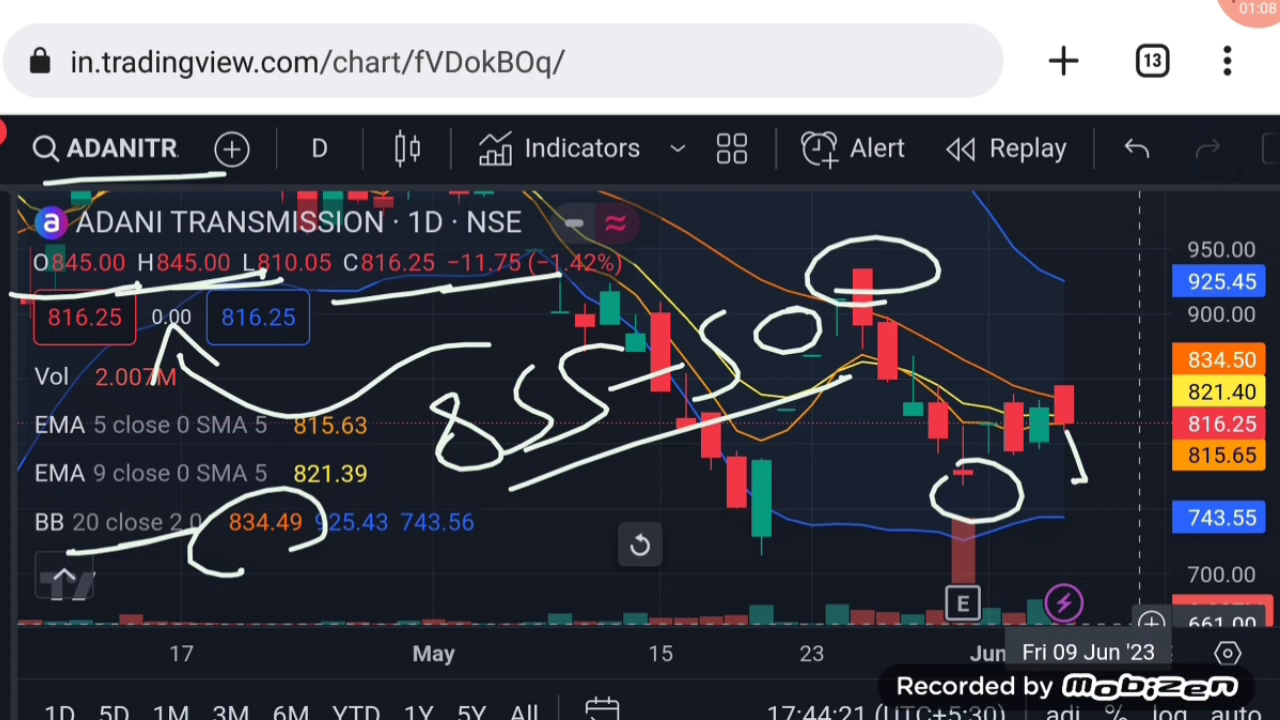 01:08
in.tradingview.com/chart/fVDokBOq/
13
ADANITR
D
Indicators
Alert
Replay
a ADANI TRANSMISSION · 1D · NSE
O845.00 H845.00 L810.05 C816.25 −11.75 (−1.42%)
816.25 0.00 816.25
Vol 2.007M
EMA 5 close 0 SMA 5 815.63
EMA 9 close 0 SMA 5 821.39
BB 20 close 2 0 834.49 925.43 743.56
855-50
950.00
925.45
900.00
834.50
821.40
816.25
815.65
743.55
700.00
661.00
E
17 May 15 23 Jun Fri 09 Jun '23
Recorded by Mobizen
1D 5D 1M 3M 6M YTD 1Y 5Y All 17:44:21 (UTC+5:30) adj % log auto